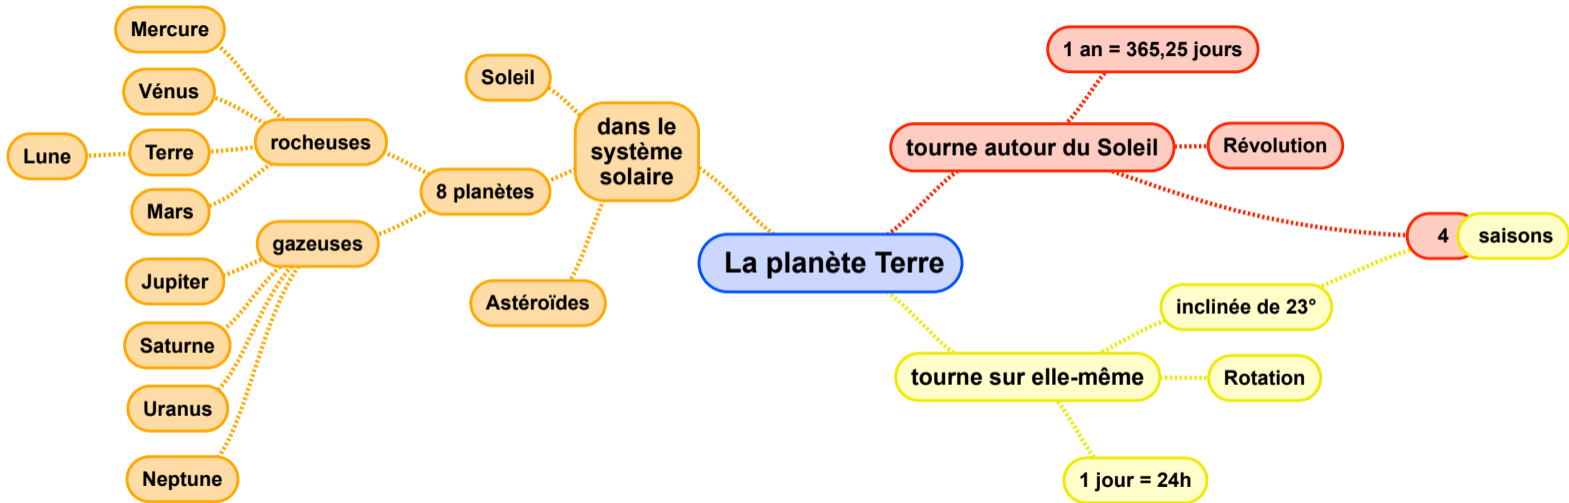 La planète Terre
dans le
système
solaire
Soleil
8 planètes
Astéroïdes
rocheuses
Mercure
Vénus
Terre
Lune
Mars
gazeuses
Jupiter
Saturne
Uranus
Neptune
tourne autour du Soleil
1 an = 365,25 jours
Révolution
4 saisons
tourne sur elle-même
inclinée de 23°
Rotation
1 jour = 24h